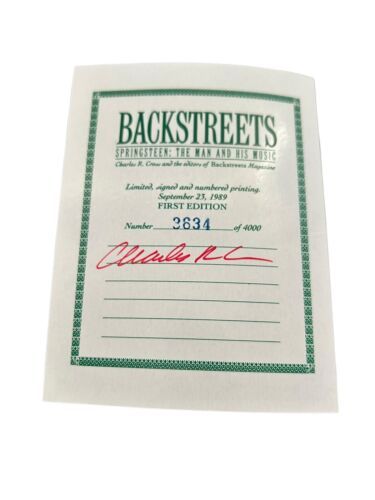 BACKSTREETS
SPRINGSTEEN: THE MAN AND HIS MUSIC
Charles R. Cross and the editors of Backstreets Magazine
Limited, signed and numbered printing.
September 23, 1989
FIRST EDITION
Number 3634 of 4000
Charles R C